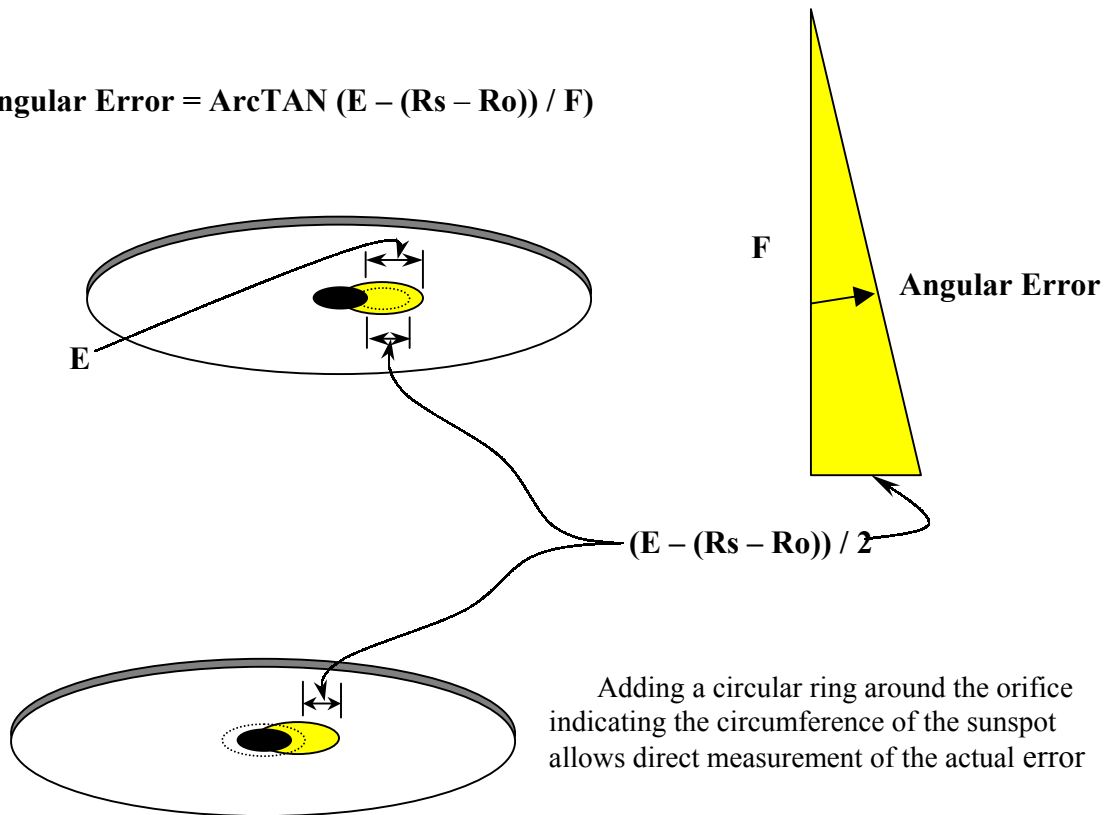 ngular Error = ArcTAN (E – (Rs – Ro)) / F)
F
Angular Error
E
(E – (Rs – Ro)) / 2
Adding a circular ring around the orifice
indicating the circumference of the sunspot
allows direct measurement of the actual error